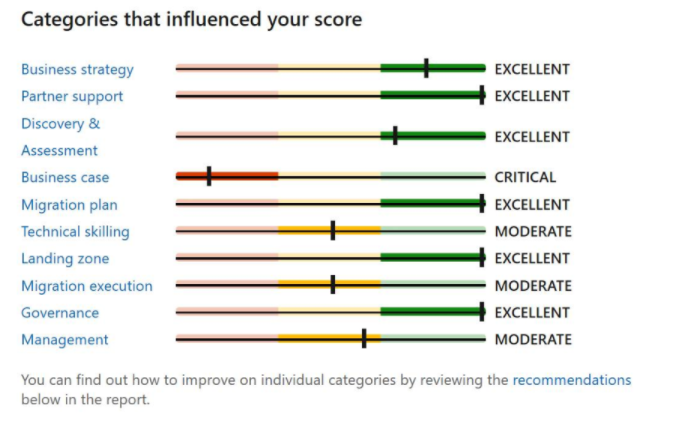 Categories that influenced your score
Business strategy EXCELLENT
Partner support EXCELLENT
Discovery &
Assessment EXCELLENT
Business case CRITICAL
Migration plan EXCELLENT
Technical skilling MODERATE
Landing zone EXCELLENT
Migration execution MODERATE
Governance EXCELLENT
Management MODERATE
You can find out how to improve on individual categories by reviewing the recommendations
below in the report.